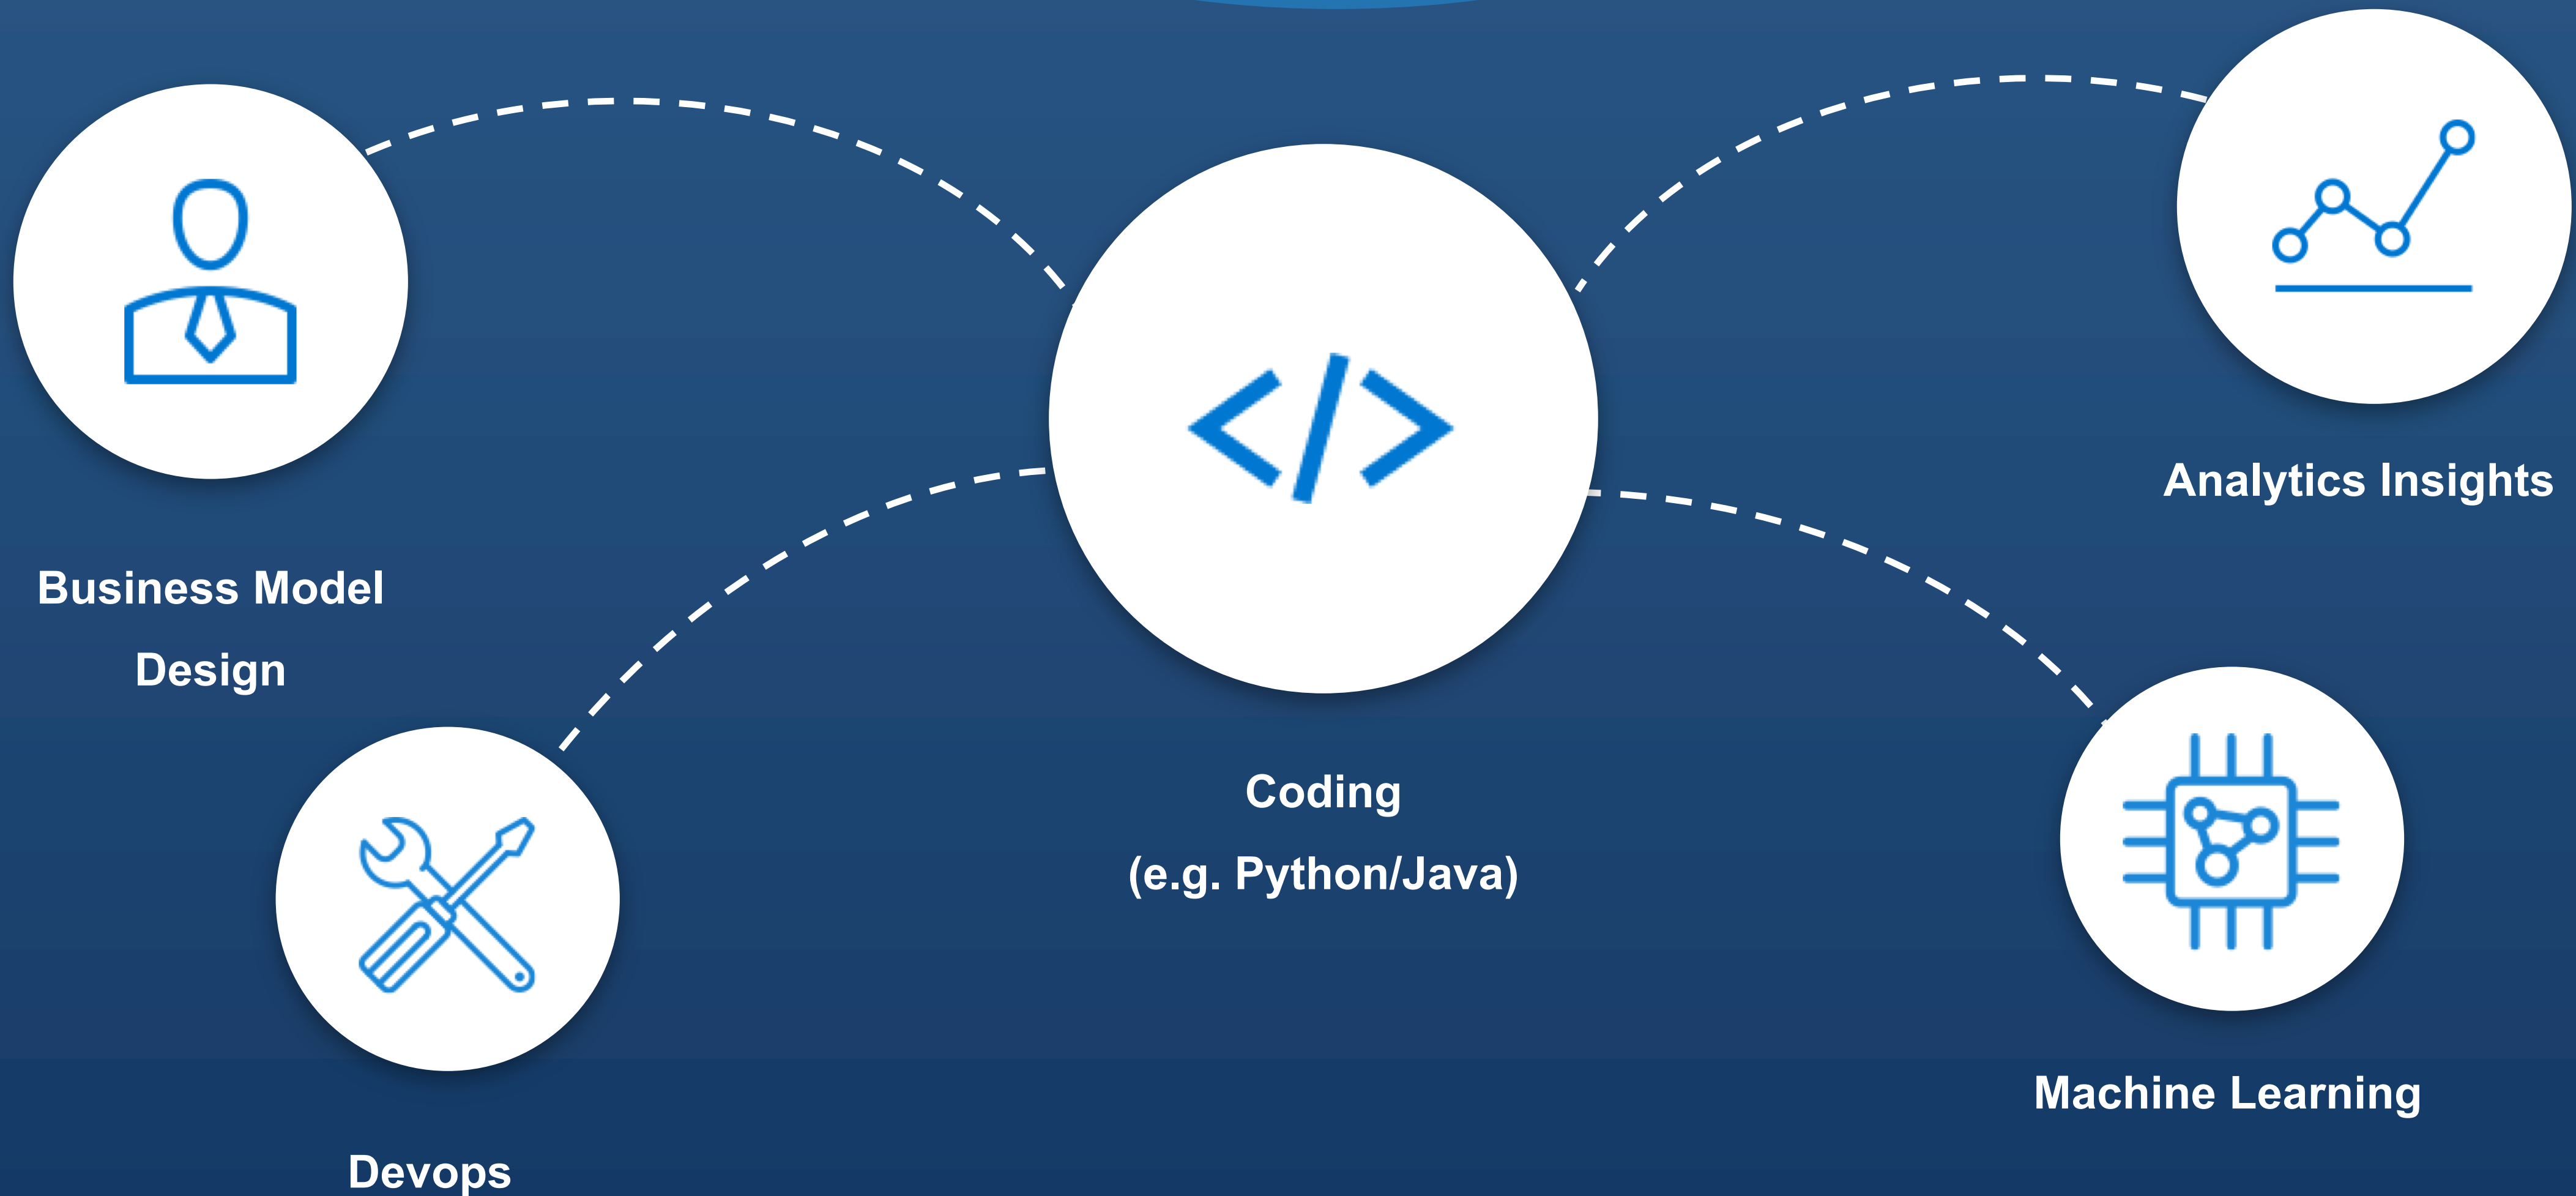 Analytics Insights
Business Model
Design
Coding
(e.g. Python/Java)
Machine Learning
Devops